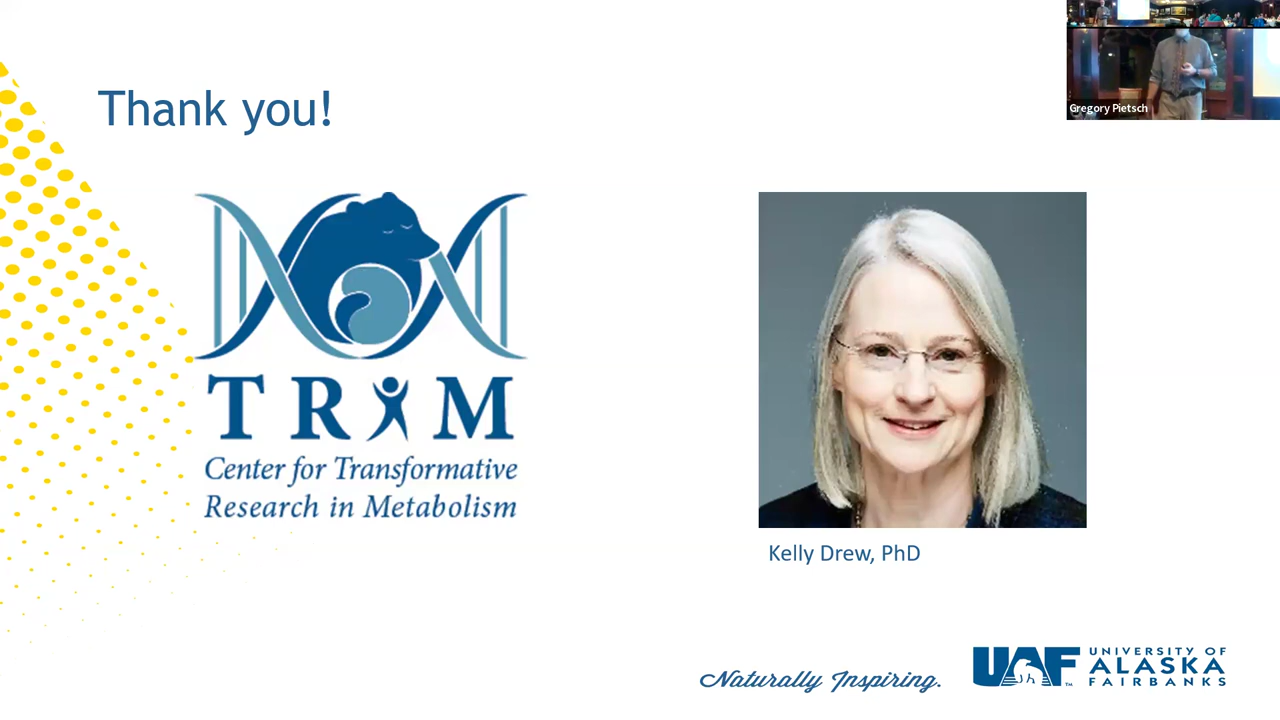 Thank you!
Gregory Pietsch
TRiM
Center for Transformative
Research in Metabolism
Kelly Drew, PhD
Naturally Inspiring.
UAF
TM
UNIVERSITY OF
ALASKA
FAIRBANKS